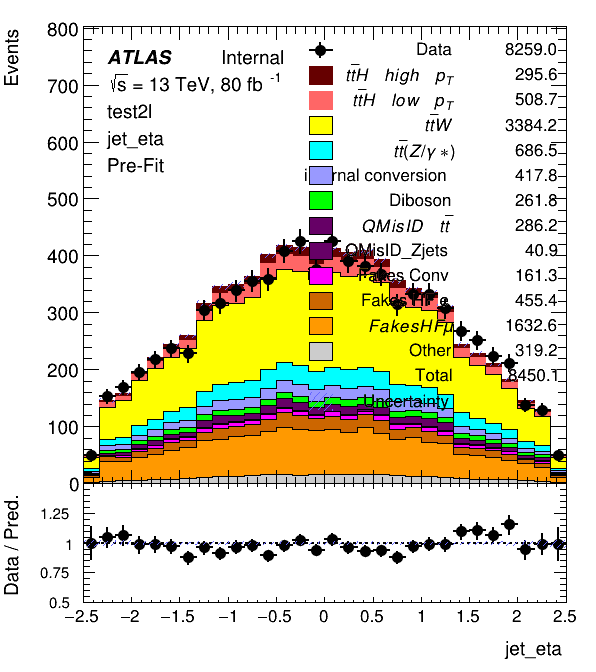 Events
800
700
600
500
400
300
200
100
0
ATLAS Internal
√s = 13 TeV, 80 fb -1
test2l
jet_eta
Pre-Fit
Data 8259.0
tt̄H high pT 295.6
tt̄H low pT 508.7
tt̄W 3384.2
tt̄(Z/γ*) 686.5
conversion 417.8
Diboson 261.8
QMisID tt̄ 286.2
QMisID_Zjets 40.9
Fakes Conv 161.3
Fakes 455.4
FakesHFμ 1632.6
Other 319.2
Total 8450.1
Uncertainty
Data / Pred.
1.25
1
0.75
0.5
−2.5 −2 −1.5 −1 −0.5 0 0.5 1 1.5 2 2.5
jet_eta